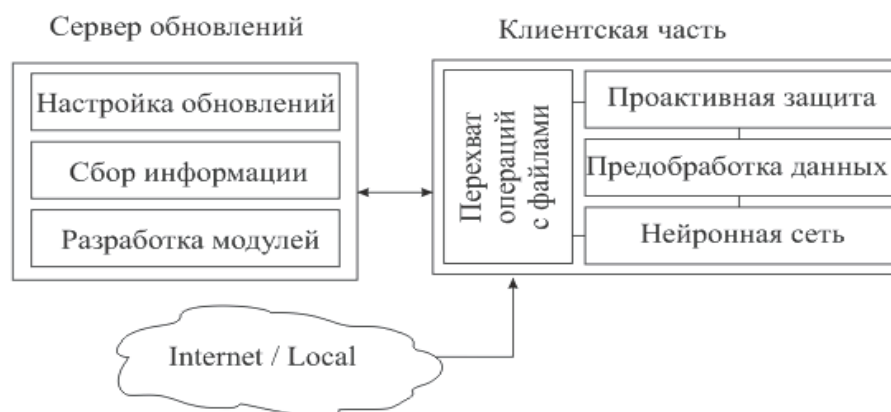 Сервер обновлений
Настройка обновлений
Сбор информации
Разработка модулей
Клиентская часть
Перехват
операций
с файлами
Проактивная защита
Предобработка данных
Нейронная сеть
Internet / Local